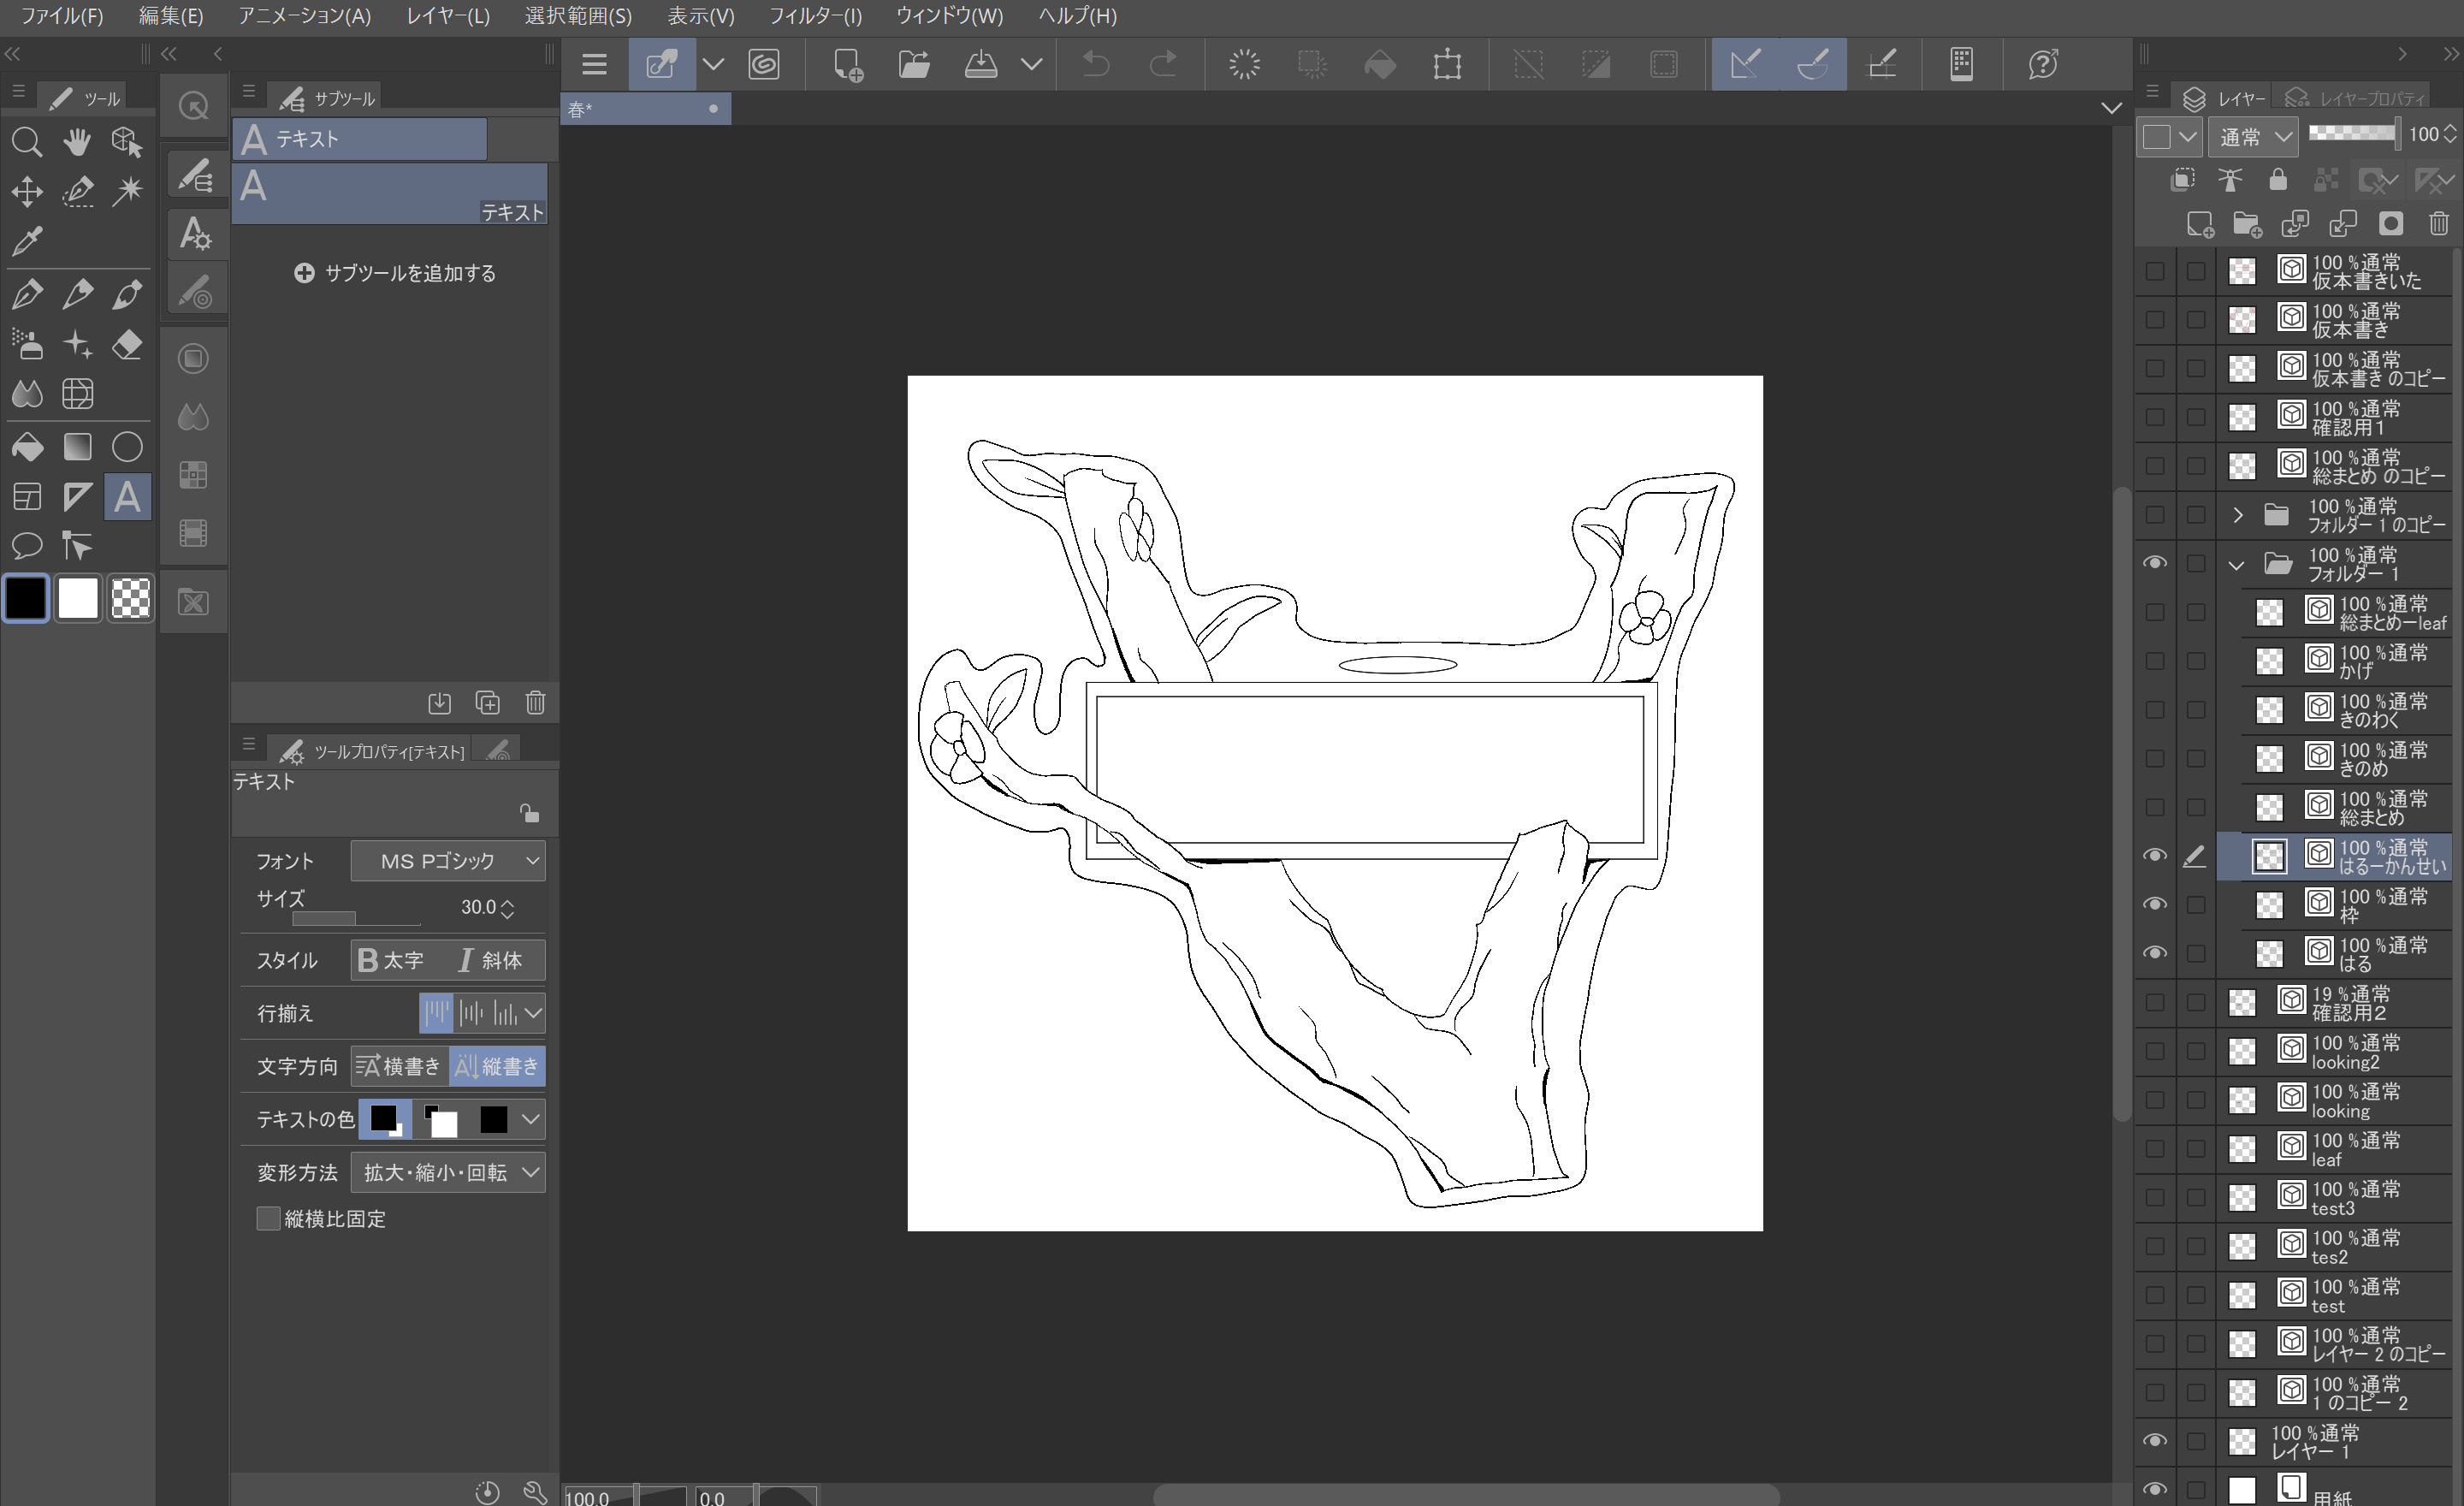 ファイル(F) 編集(E) アニメーション(A) レイヤー(L) 選択範囲(S) 表示(V) フィルター(I) ウィンドウ(W) ヘルプ(H)
ツール
サブツール
春*
レイヤー レイヤープロパティ
テキスト
テキスト
サブツールを追加する
通常 100
100 %通常
仮本書きいた
100 %通常
仮本書き
100 %通常
仮本書き のコピー
100 %通常
確認用1
100 %通常
総まとめ のコピー
100 %通常
フォルダー 1 のコピー
100 %通常
フォルダー 1
100 %通常
総まとめーleaf
100 %通常
かげ
100 %通常
きのわく
100 %通常
きのめ
100 %通常
総まとめ
100 %通常
はるーかんせい
100 %通常
枠
100 %通常
はる
19 %通常
確認用2
100 %通常
looking2
100 %通常
looking
100 %通常
leaf
100 %通常
test3
100 %通常
tes2
100 %通常
test
100 %通常
レイヤー 2 のコピー
100 %通常
1 のコピー 2
100 %通常
レイヤー 1
用紙
ツールプロパティ[テキスト]
テキスト
フォント MS Pゴシック
サイズ 30.0
スタイル B 太字 I 斜体
行揃え
文字方向 横書き 縦書き
テキストの色
変形方法 拡大・縮小・回転
縦横比固定
100.0 0.0